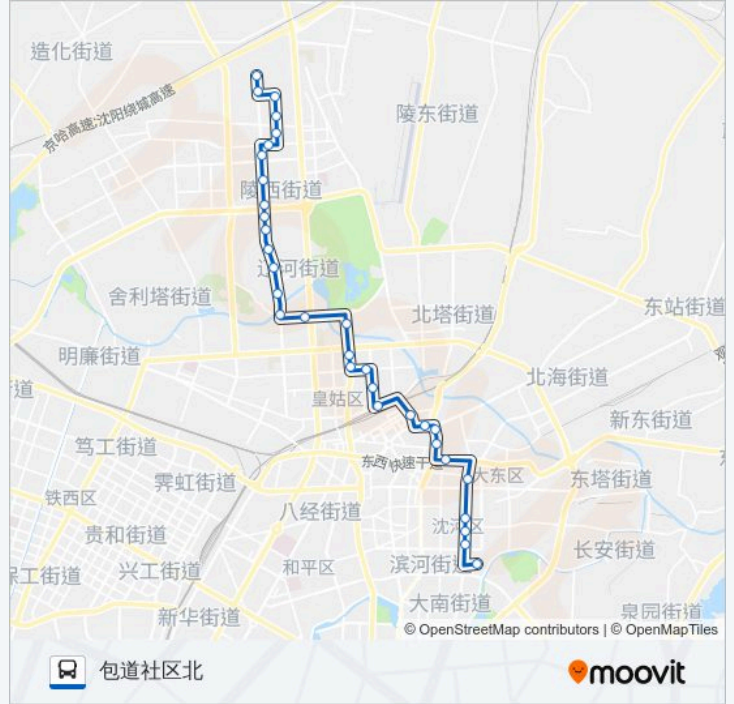 造化街道
京哈高速;沈阳绕城高速
陵东街道
陵西街道
辽河街道
舍利塔街道
北塔街道
东站街道
明廉街道
北海街道
街道
皇姑区
新东街道
笃工街道
东西快速干道
大东区
霁虹街道
东塔街道
铁西区
八经街道
沈河区
贵和街道
长安街道
滨河街道
和平区
保工街道
兴工街道
大南街道
新华街道
泉园街道
© OpenStreetMap contributors | © OpenMapTiles
包道社区北
moovit